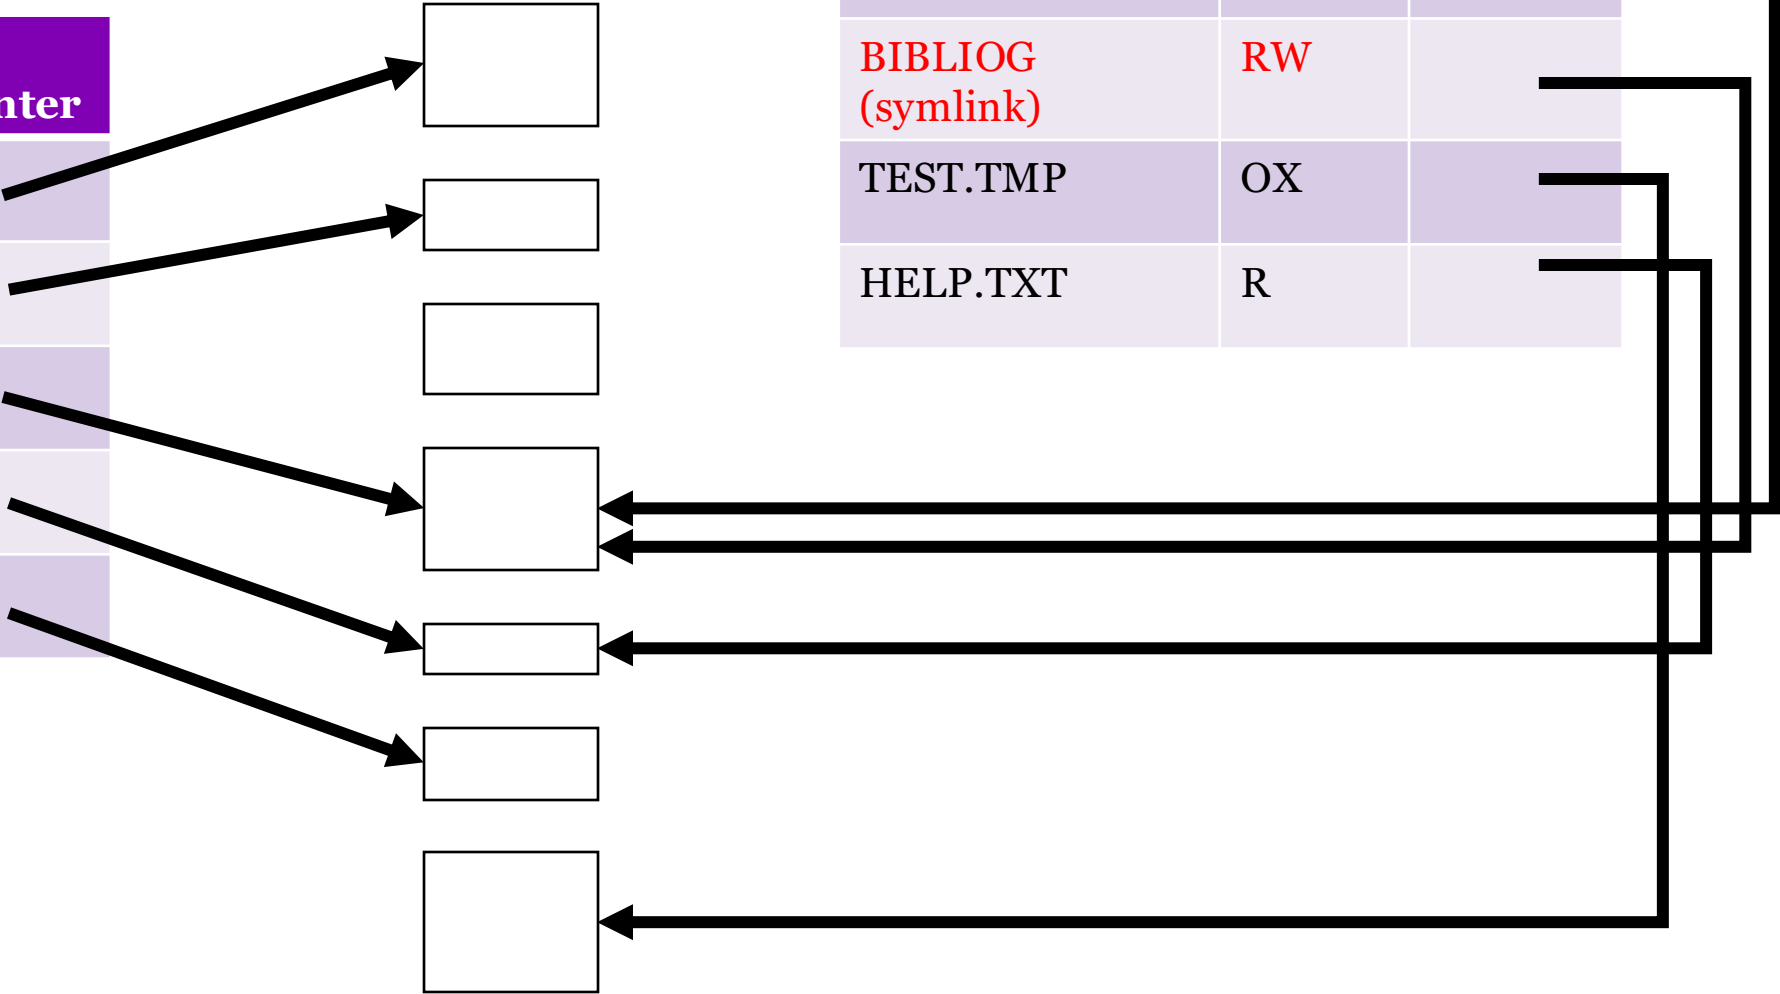 nter
BIBLIOG RW
(symlink)
TEST.TMP OX
HELP.TXT R